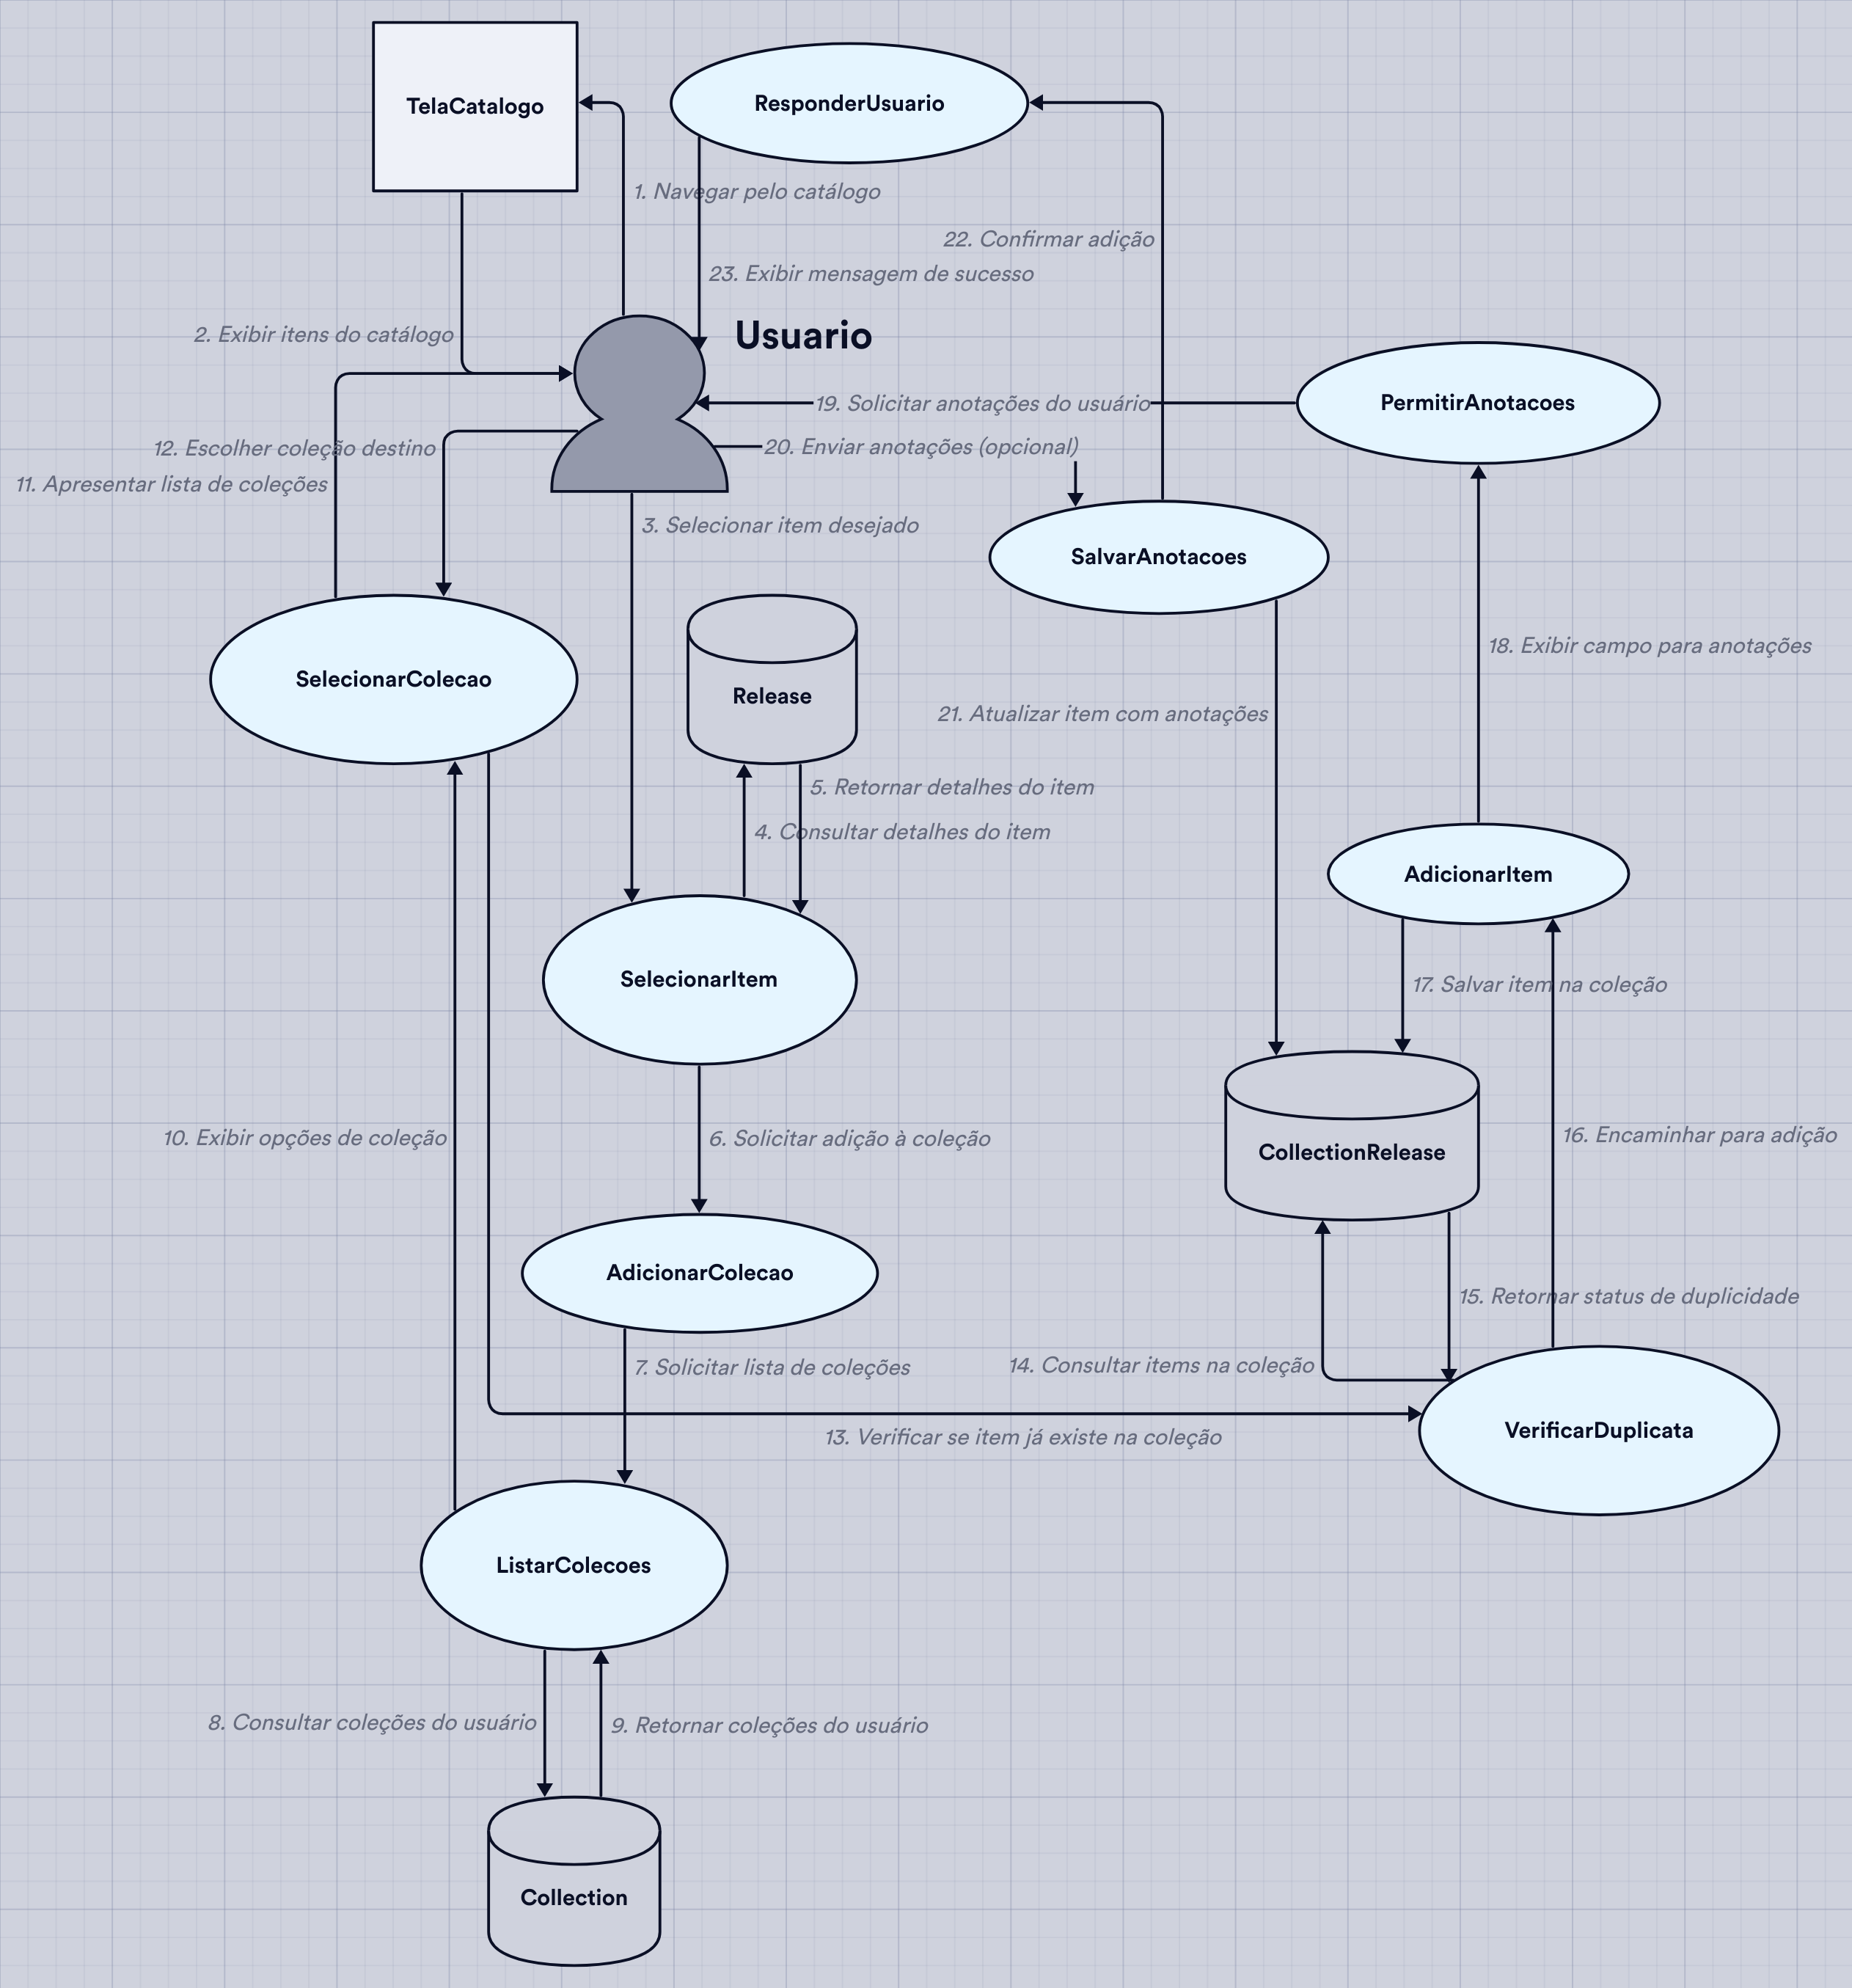 TelaCatalogo
ResponderUsuario
1. Navegar pelo catálogo
22. Confirmar adição
23. Exibir mensagem de sucesso
2. Exibir itens do catálogo
Usuario
19. Solicitar anotações do usuário
PermitirAnotacoes
12. Escolher coleção destino
20. Enviar anotações (opcional)
11. Apresentar lista de coleções
3. Selecionar item desejado
SalvarAnotacoes
18. Exibir campo para anotações
SelecionarColecao
Release
21. Atualizar item com anotações
5. Retornar detalhes do item
4. Consultar detalhes do item
AdicionarItem
SelecionarItem
17. Salvar item na coleção
10. Exibir opções de coleção
6. Solicitar adição à coleção
16. Encaminhar para adição
CollectionRelease
AdicionarColecao
15. Retornar status de duplicidade
7. Solicitar lista de coleções
14. Consultar items na coleção
13. Verificar se item já existe na coleção
VerificarDuplicata
ListarColecoes
8. Consultar coleções do usuário
9. Retornar coleções do usuário
Collection